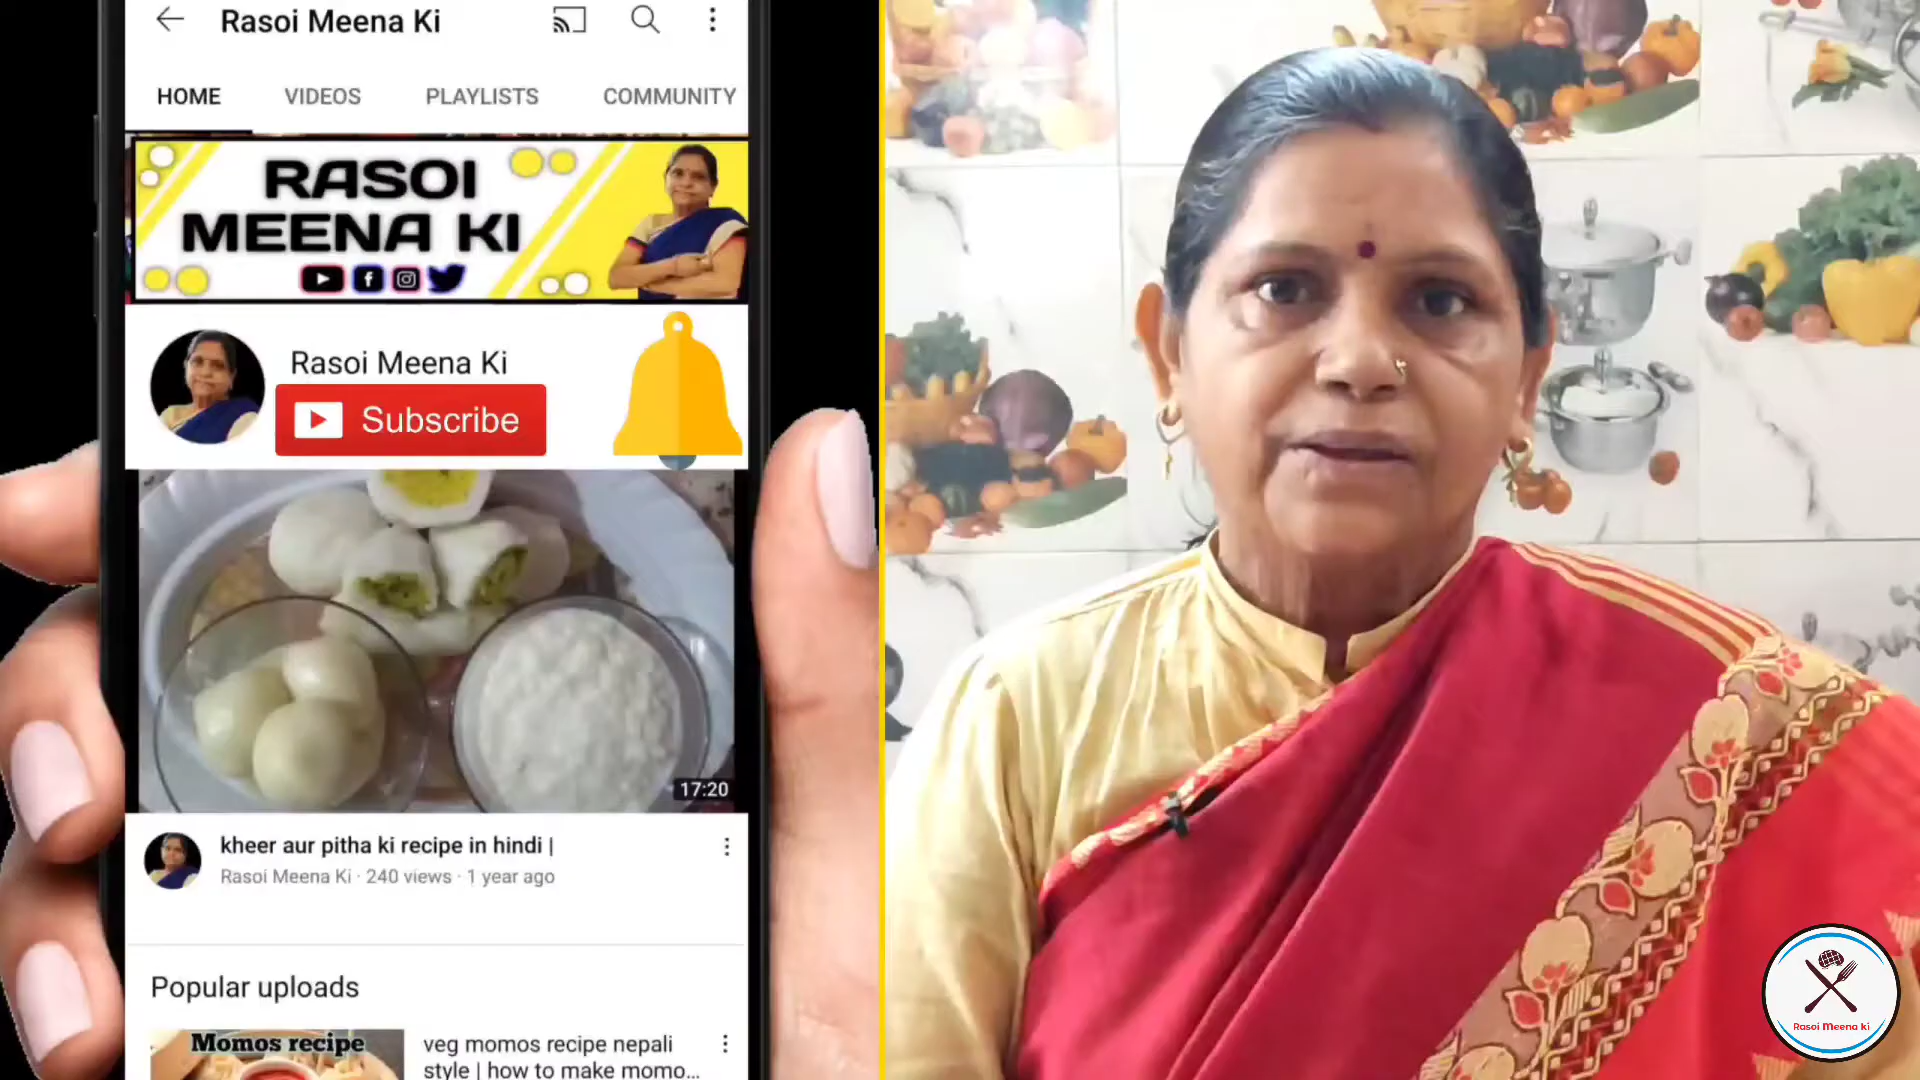 Rasoi Meena Ki
HOME VIDEOS PLAYLISTS COMMUNITY
RASOI
MEENA KI
Rasoi Meena Ki
Subscribe
17:20
kheer aur pitha ki recipe in hindi |
Rasoi Meena Ki · 240 views · 1 year ago
Popular uploads
Momos recipe
veg momos recipe nepali
style | how to make momo...
Rasoi Meena ki